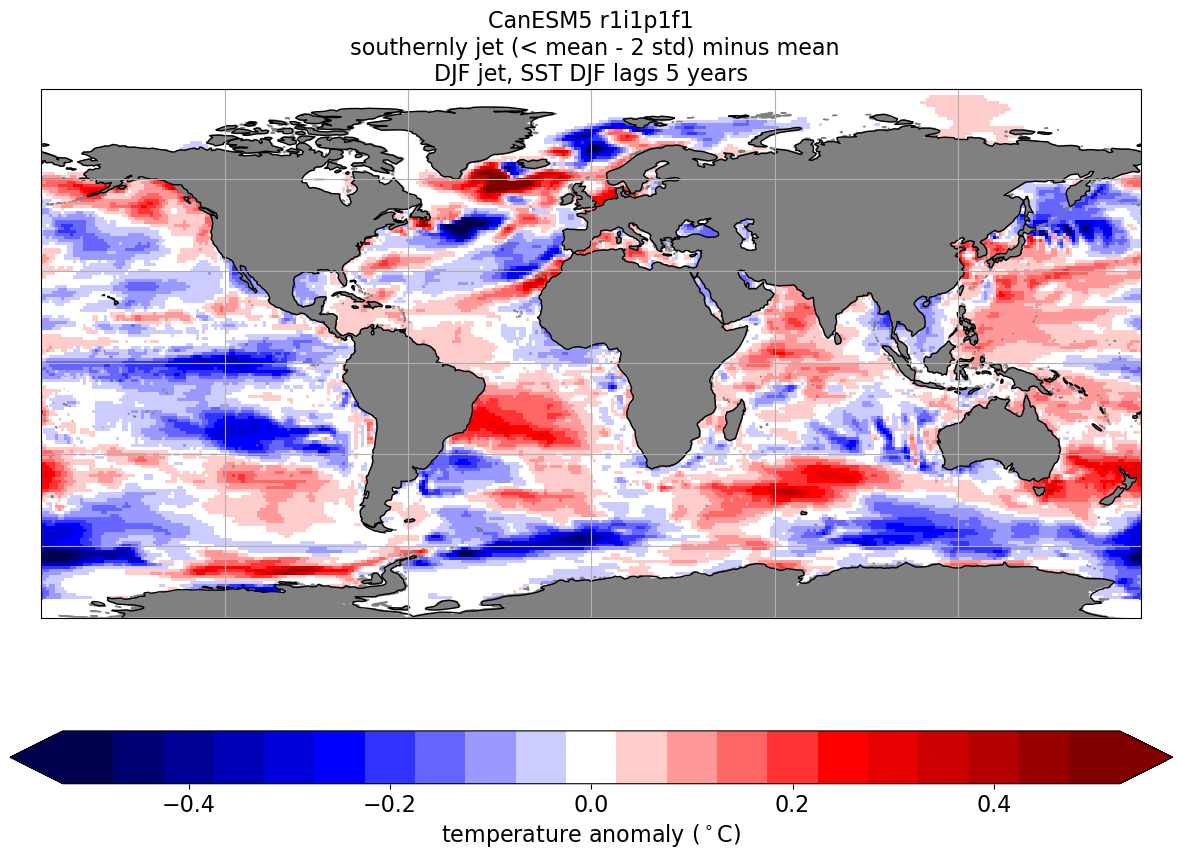 CanESM5 r1i1p1f1
southernly jet (< mean - 2 std) minus mean
DJF jet, SST DJF lags 5 years
−0.4 −0.2 0.0 0.2 0.4
temperature anomaly (°C)